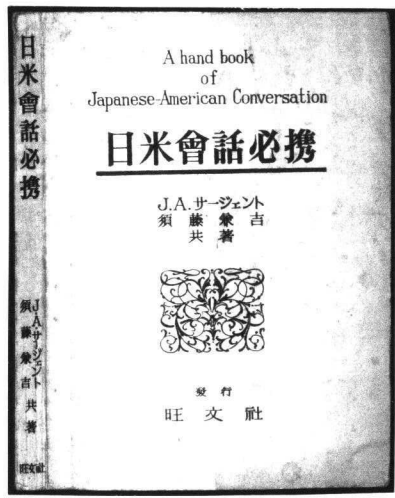 A hand book
of
Japanese-American Conversation
日米會話必携
J.A.サージェント
須藤兼吉
共著
發行
旺文社
日米會話必携
J.A.サージェント
須藤兼吉
共著
旺文社